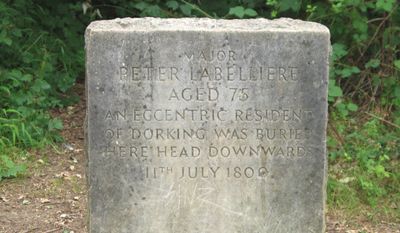 MAJOR
PETER LABELLIERE
AGED 75
AN ECCENTRIC RESIDENT
OF DORKING WAS BURIED
HERE HEAD DOWNWARDS
11TH JULY 1800